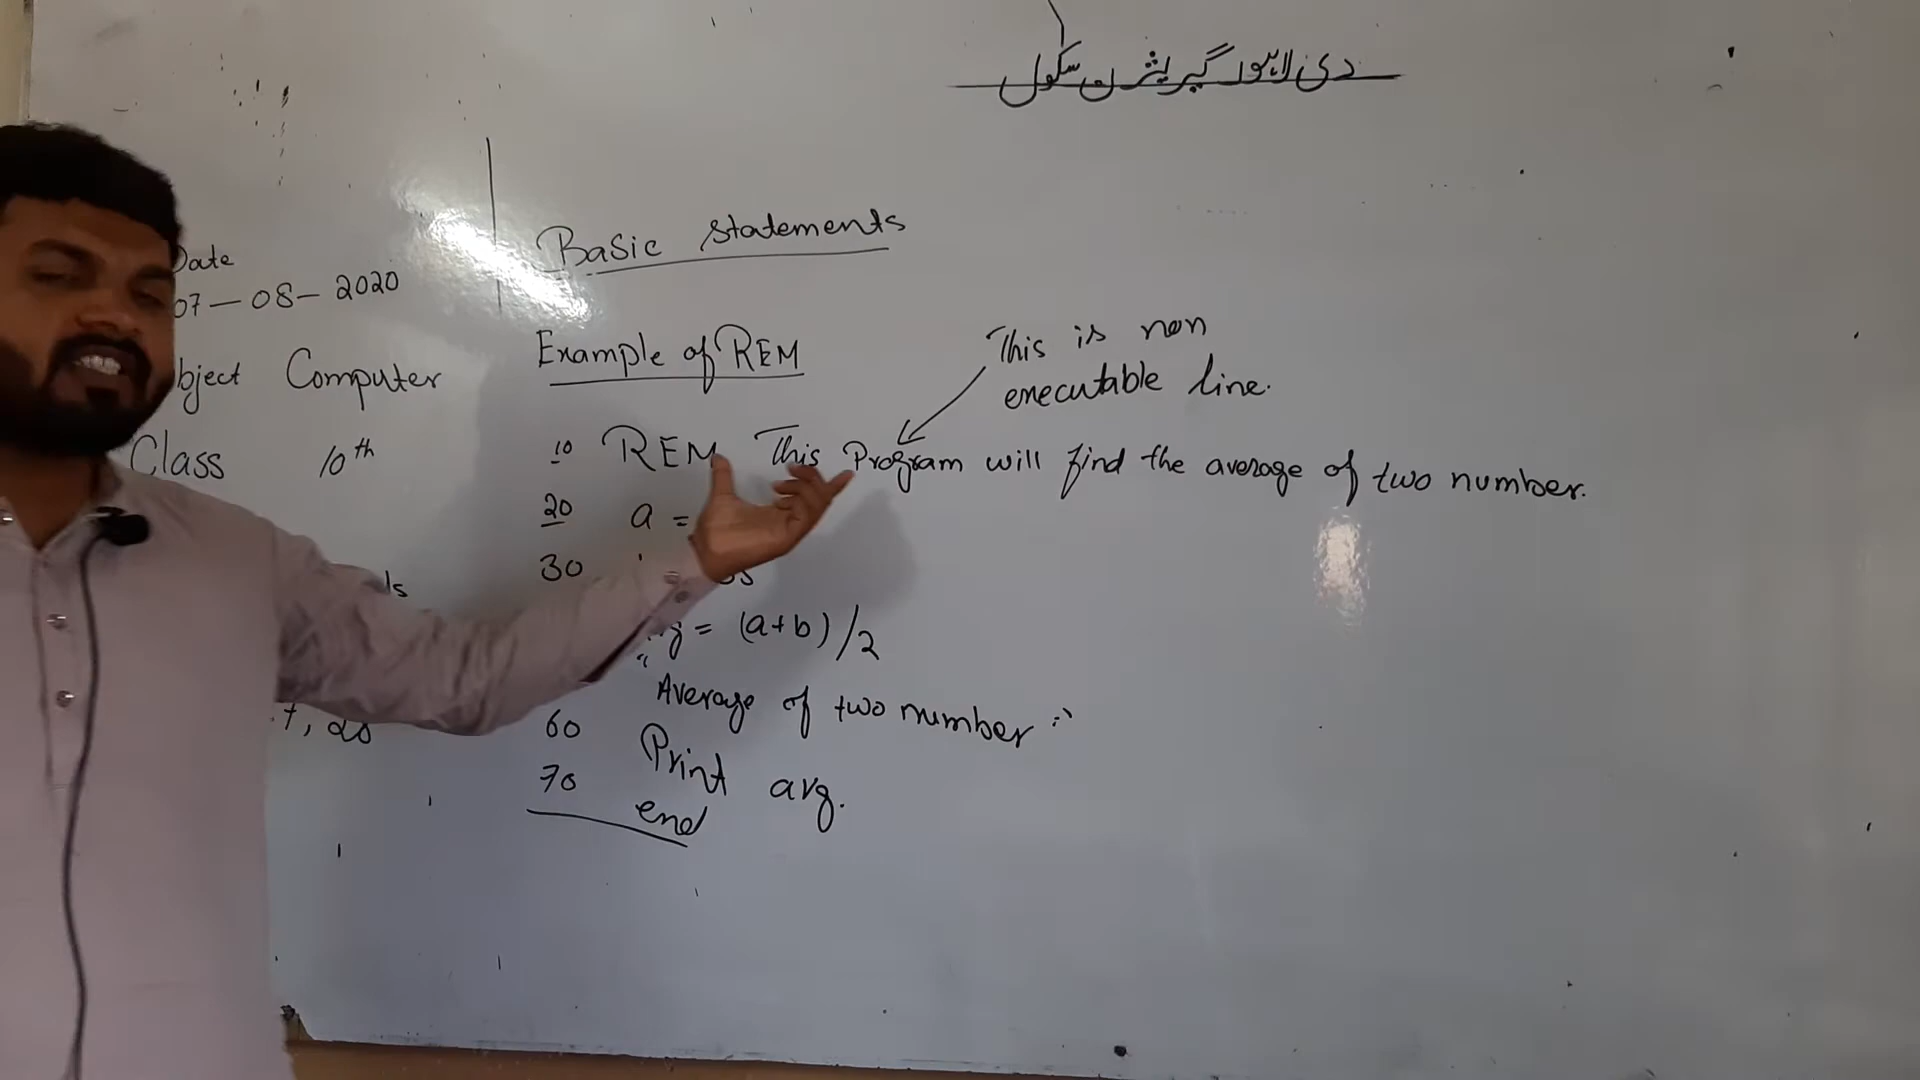 دی لاہور گیریژن سکول
Date
07-08-2020
bject Computer
Class 10th
Basic statements
Example of REM
This is non
executable line.
10 REM This Program will find the average of two number.
20 a =
30
g = (a+b)/2
" Average of two number "
60 Print avg.
70 end